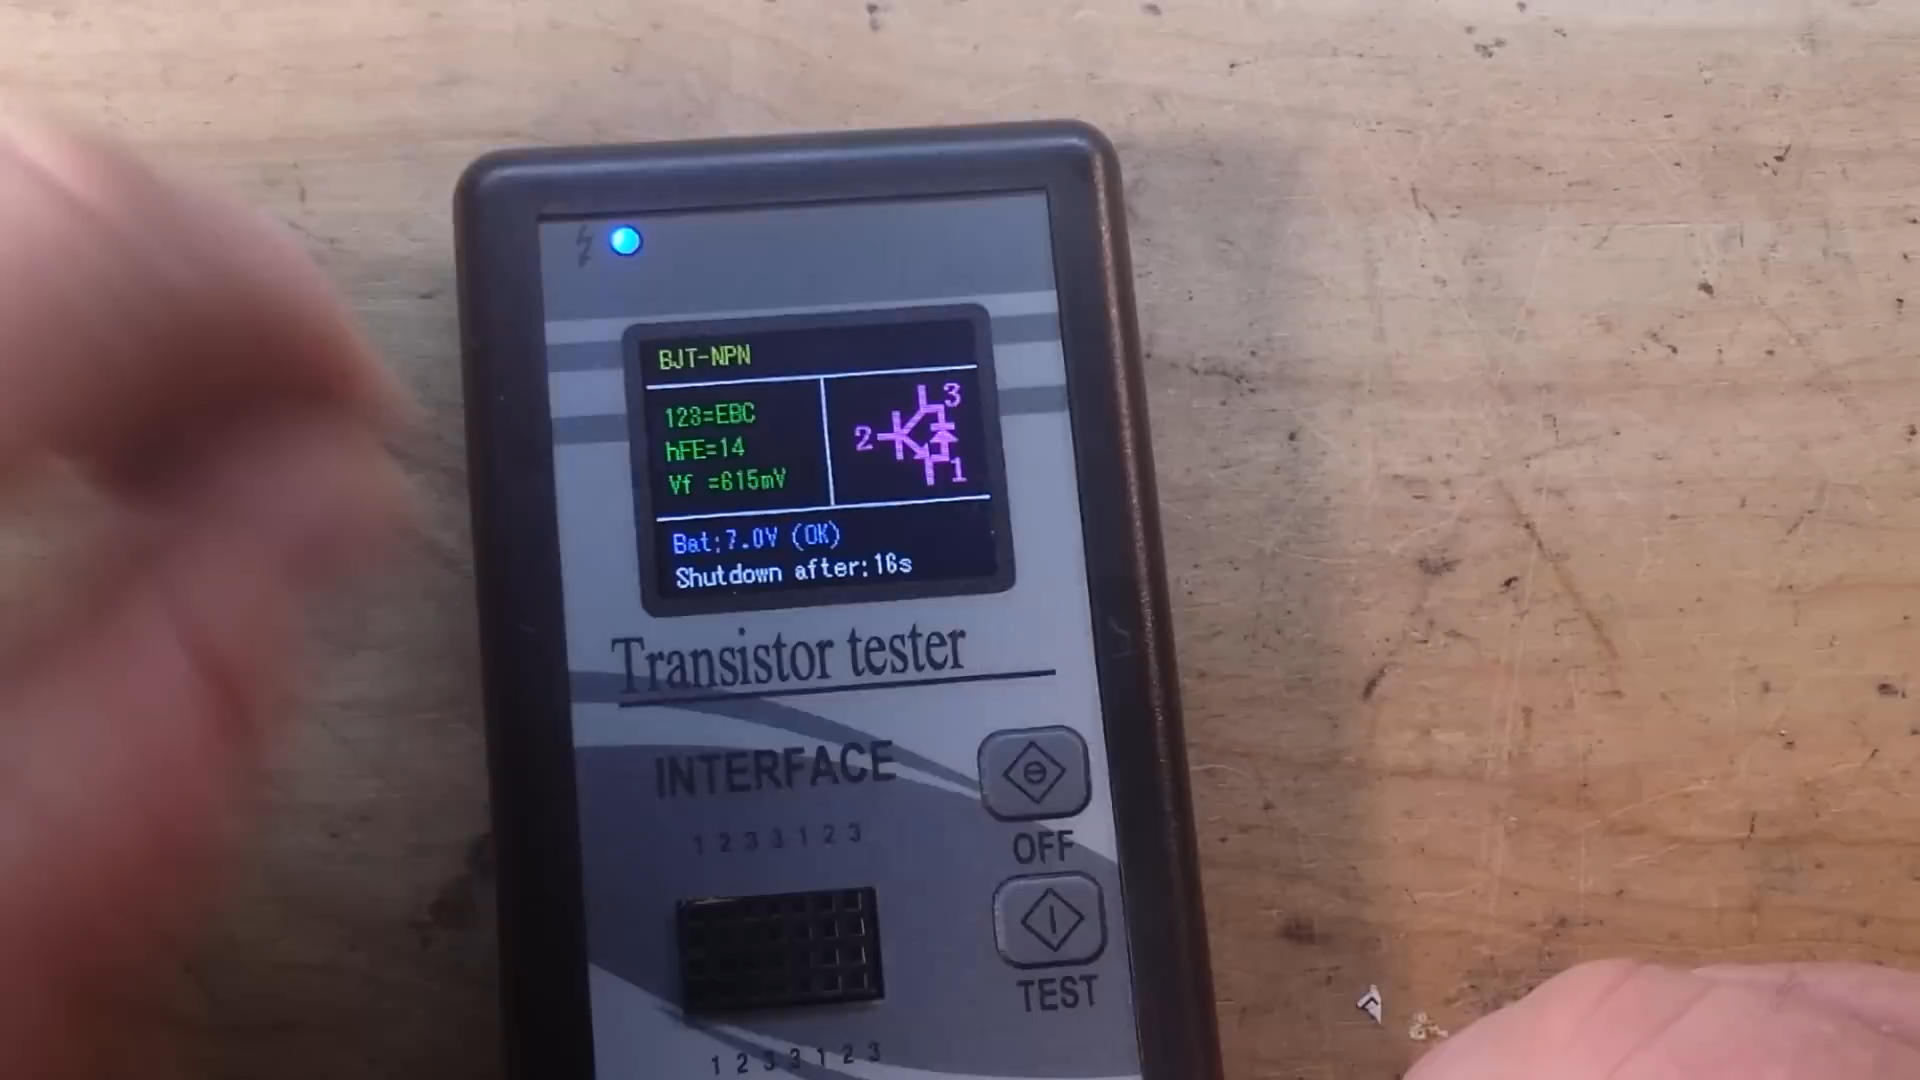 BJT-NPN
123=EBC
hFE=14
Vf =615mV
3
2
1
Bat:7.0V (OK)
Shutdown after:16s
Transistor tester
INTERFACE
1 2 3 3 1 2 3
OFF
TEST
1 2 3 3 1 2 3